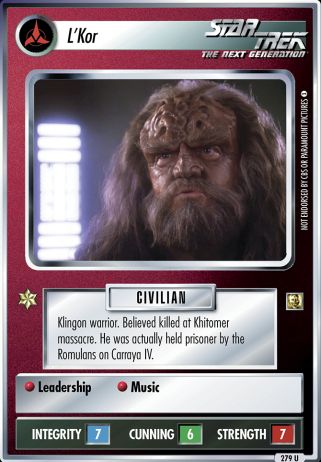 L'Kor
STAR TREK
THE NEXT GENERATION
NOT ENDORSED BY CBS OR PARAMOUNT PICTURES
CIVILIAN
Klingon warrior. Believed killed at Khitomer
massacre. He was actually held prisoner by the
Romulans on Carraya IV.
Leadership Music
INTEGRITY 7 CUNNING 6 STRENGTH 7
279 U